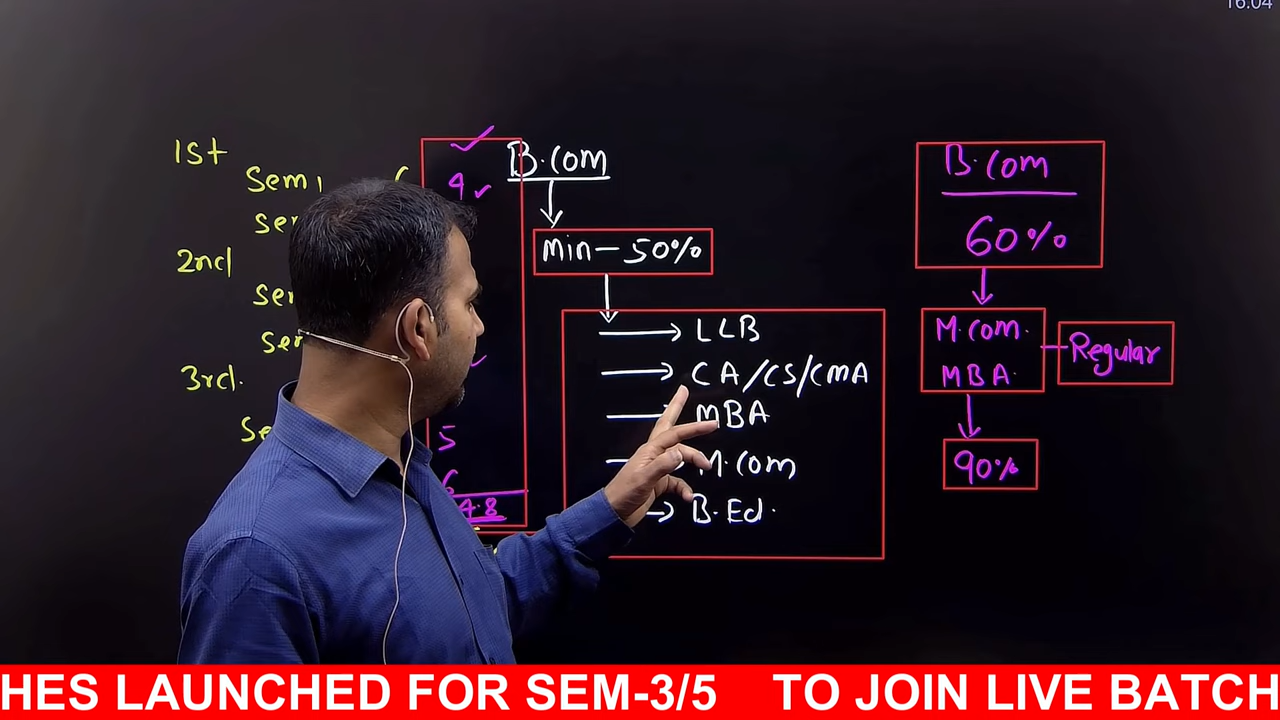 16:04
1st
Sem 1
2nd
3rd.
4
5
6
4.8
B.Com
Min - 50%
LLB
CA/CS/CMA
MBA
M.Com
B.Ed.
B.Com
60%
M.Com.
MBA.
Regular
90%
HES LAUNCHED FOR SEM-3/5 TO JOIN LIVE BATCH